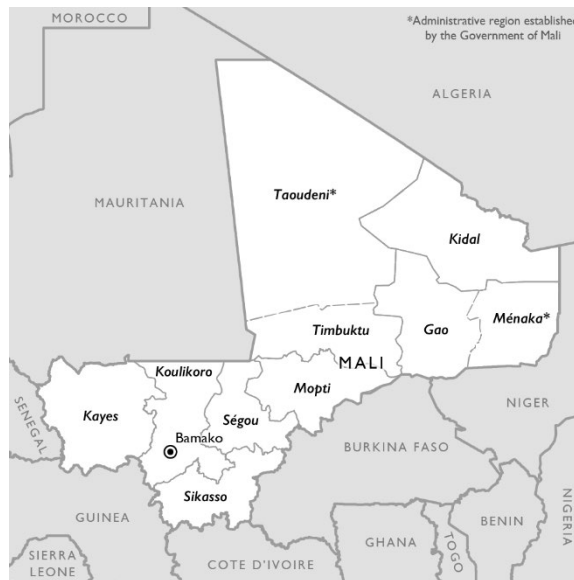 MOROCCO
*Administrative region established
by the Government of Mali
ALGERIA
MAURITANIA
Taoudeni*
Kidal
Timbuktu
Gao
Ménaka*
MALI
Koulikoro
Mopti
Kayes
Ségou
NIGER
SENEGAL
Bamako
BURKINA FASO
Sikasso
GUINEA
BENIN
NIGERIA
GHANA
TOGO
SIERRA
LEONE
COTE D'IVOIRE